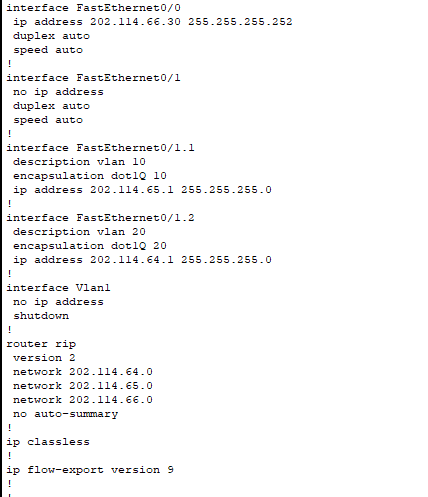 interface FastEthernet0/0
ip address 202.114.66.30 255.255.255.252
duplex auto
speed auto
!
interface FastEthernet0/1
no ip address
duplex auto
speed auto
!
interface FastEthernet0/1.1
description vlan 10
encapsulation dot1Q 10
ip address 202.114.65.1 255.255.255.0
!
interface FastEthernet0/1.2
description vlan 20
encapsulation dot1Q 20
ip address 202.114.64.1 255.255.255.0
!
interface Vlan1
no ip address
shutdown
!
router rip
version 2
network 202.114.64.0
network 202.114.65.0
network 202.114.66.0
no auto-summary
!
ip classless
!
ip flow-export version 9
!
!